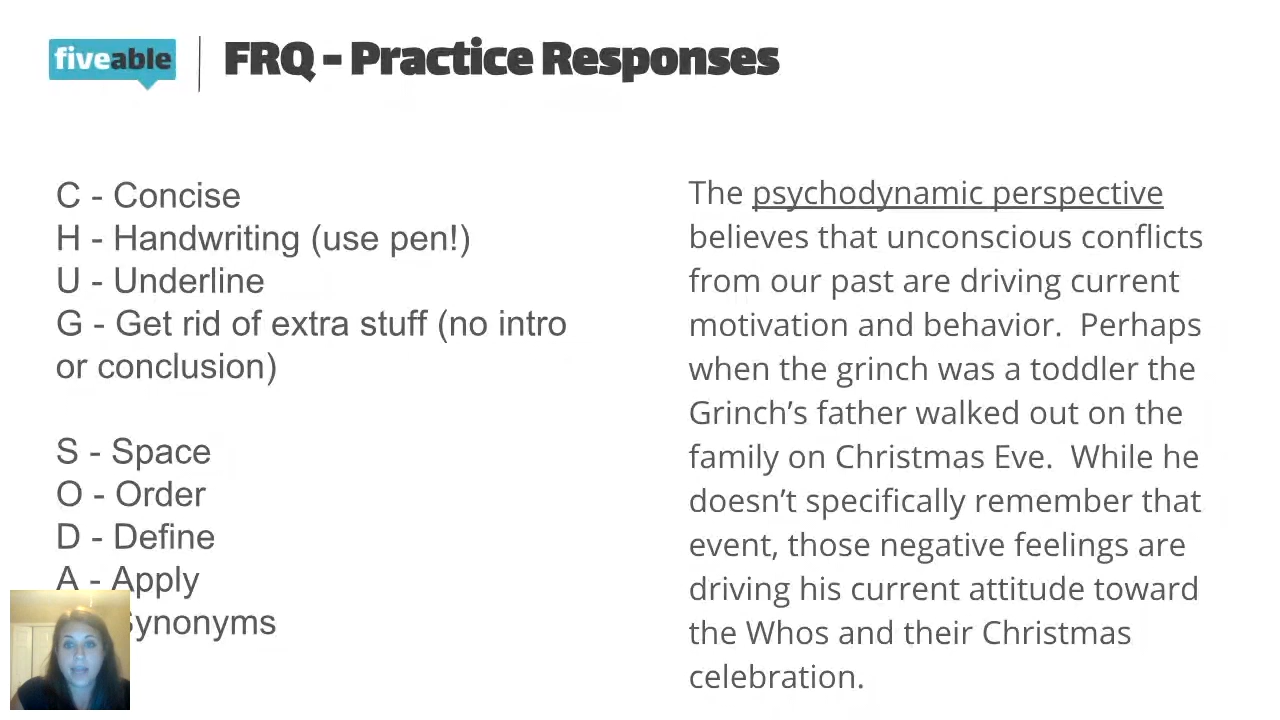 fiveable
FRQ - Practice Responses
C - Concise
H - Handwriting (use pen!)
U - Underline
G - Get rid of extra stuff (no intro
or conclusion)
S - Space
O - Order
D - Define
A - Apply
Synonyms
The psychodynamic perspective
believes that unconscious conflicts
from our past are driving current
motivation and behavior.  Perhaps
when the grinch was a toddler the
Grinch’s father walked out on the
family on Christmas Eve.  While he
doesn’t specifically remember that
event, those negative feelings are
driving his current attitude toward
the Whos and their Christmas
celebration.